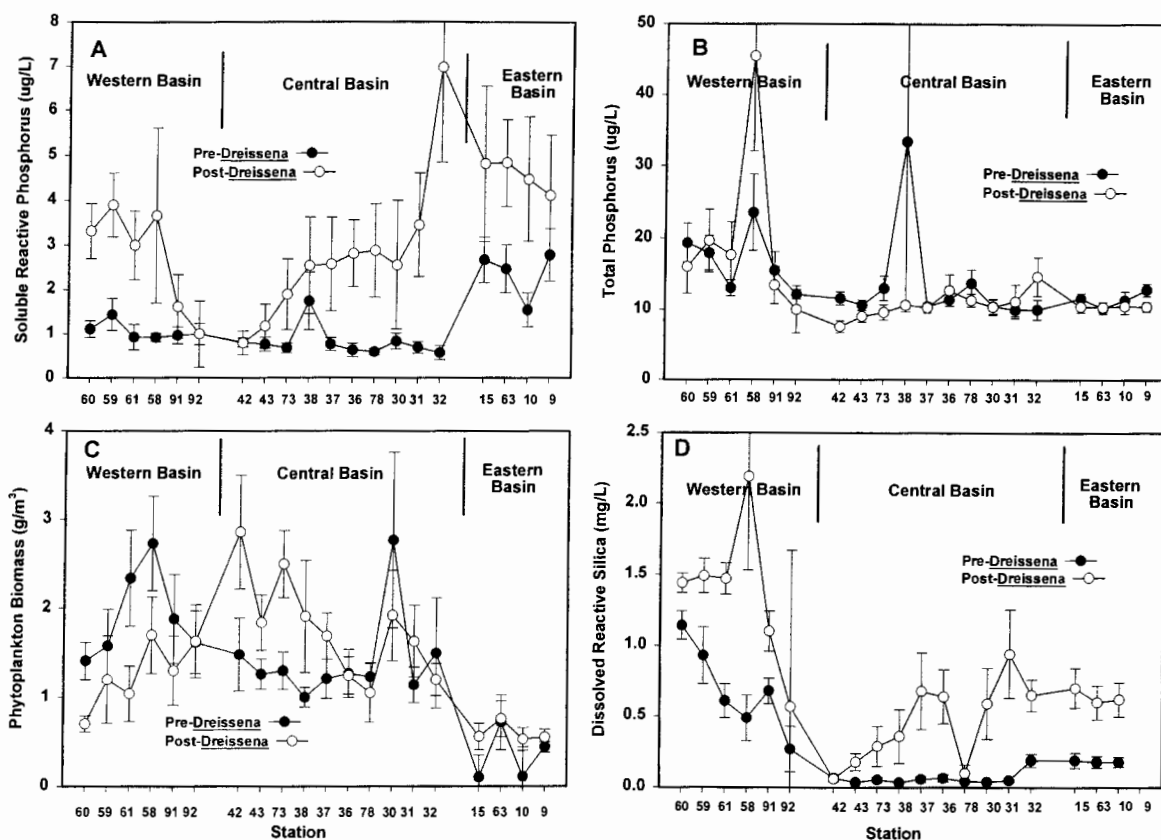 A
Western Basin
Central Basin
Eastern
Basin
Pre-Dreissena
Post-Dreissena
Soluble Reactive Phosphorus (ug/L)
8
7
6
5
4
3
2
1
0
60 59 61 58 91 92 42 43 73 38 37 36 78 30 31 32 15 63 10 9
B
Western Basin
Central Basin
Eastern
Basin
Pre-Dreissena
Post-Dreissena
Total Phosphorus (ug/L)
50
40
30
20
10
0
60 59 61 58 91 92 42 43 73 38 37 36 78 30 31 32 15 63 10 9
C
Western Basin
Central Basin
Eastern
Basin
Pre-Dreissena
Post-Dreissena
Phytoplankton Biomass (g/m³)
4
3
2
1
0
60 59 61 58 91 92 42 43 73 38 37 36 78 30 31 32 15 63 10 9
Station
D
Western Basin
Central Basin
Eastern
Basin
Pre-Dreissena
Post-Dreissena
Dissolved Reactive Silica (mg/L)
2.5
2.0
1.5
1.0
0.5
0.0
60 59 61 58 91 92 42 43 73 38 37 36 78 30 31 32 15 63 10 9
Station